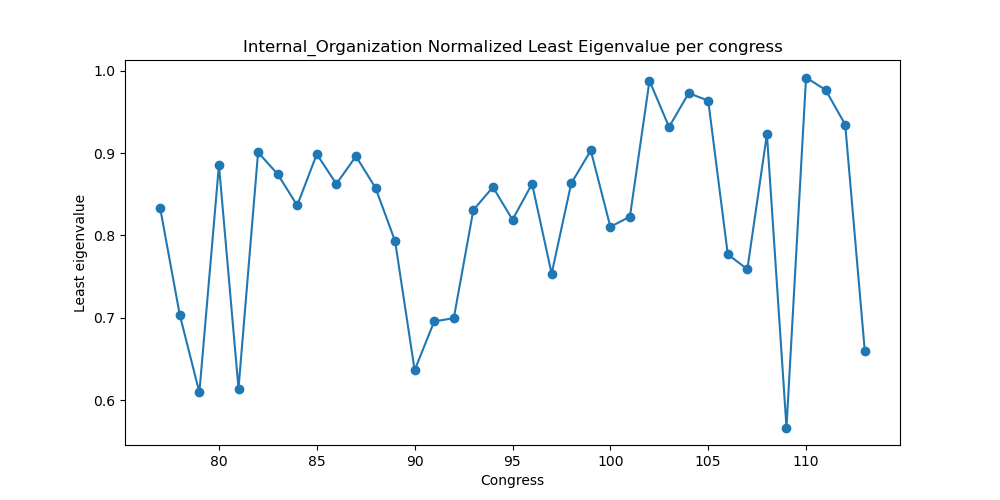 Internal_Organization Normalized Least Eigenvalue per congress
1.0
0.9
0.8
0.7
0.6
Least eigenvalue
80 85 90 95 100 105 110
Congress